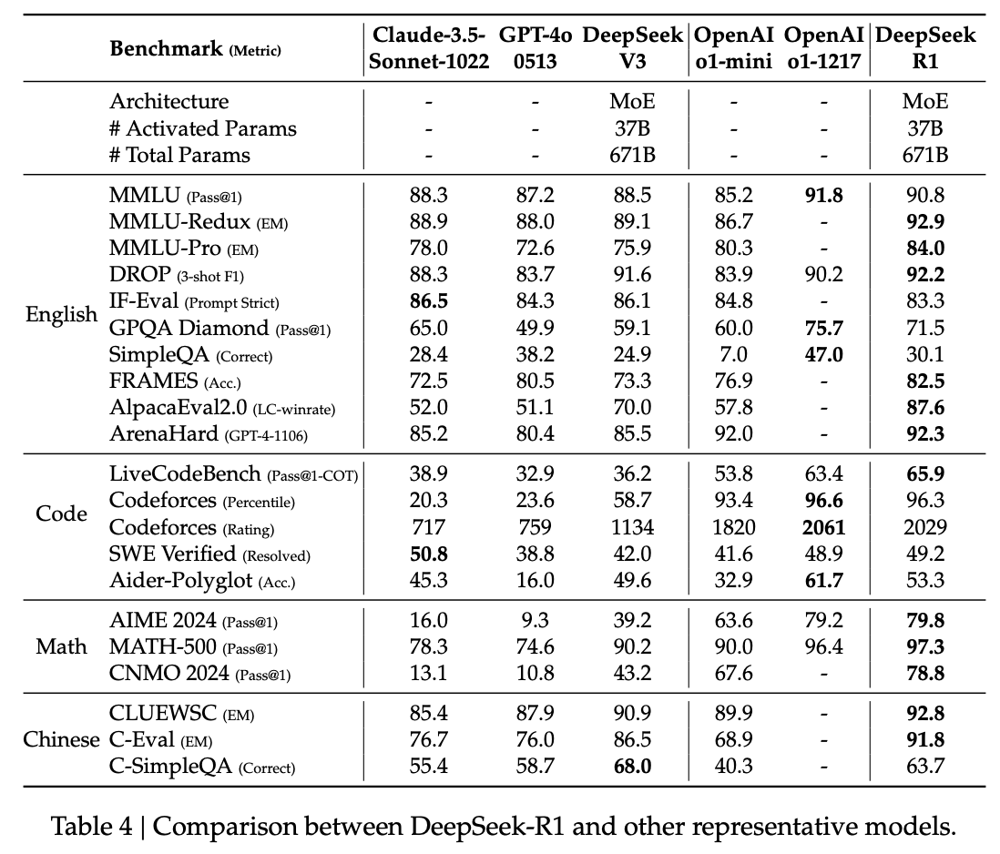 Benchmark (Metric) Claude-3.5- GPT-4o DeepSeek OpenAI OpenAI DeepSeek
Sonnet-1022 0513 V3 o1-mini o1-1217 R1
Architecture - - MoE - - MoE
# Activated Params - - 37B - - 37B
# Total Params - - 671B - - 671B
English
MMLU (Pass@1) 88.3 87.2 88.5 85.2 91.8 90.8
MMLU-Redux (EM) 88.9 88.0 89.1 86.7 - 92.9
MMLU-Pro (EM) 78.0 72.6 75.9 80.3 - 84.0
DROP (3-shot F1) 88.3 83.7 91.6 83.9 90.2 92.2
IF-Eval (Prompt Strict) 86.5 84.3 86.1 84.8 - 83.3
GPQA Diamond (Pass@1) 65.0 49.9 59.1 60.0 75.7 71.5
SimpleQA (Correct) 28.4 38.2 24.9 7.0 47.0 30.1
FRAMES (Acc.) 72.5 80.5 73.3 76.9 - 82.5
AlpacaEval2.0 (LC-winrate) 52.0 51.1 70.0 57.8 - 87.6
ArenaHard (GPT-4-1106) 85.2 80.4 85.5 92.0 - 92.3
Code
LiveCodeBench (Pass@1-COT) 38.9 32.9 36.2 53.8 63.4 65.9
Codeforces (Percentile) 20.3 23.6 58.7 93.4 96.6 96.3
Codeforces (Rating) 717 759 1134 1820 2061 2029
SWE Verified (Resolved) 50.8 38.8 42.0 41.6 48.9 49.2
Aider-Polyglot (Acc.) 45.3 16.0 49.6 32.9 61.7 53.3
Math
AIME 2024 (Pass@1) 16.0 9.3 39.2 63.6 79.2 79.8
MATH-500 (Pass@1) 78.3 74.6 90.2 90.0 96.4 97.3
CNMO 2024 (Pass@1) 13.1 10.8 43.2 67.6 - 78.8
Chinese
CLUEWSC (EM) 85.4 87.9 90.9 89.9 - 92.8
C-Eval (EM) 76.7 76.0 86.5 68.9 - 91.8
C-SimpleQA (Correct) 55.4 58.7 68.0 40.3 - 63.7
Table 4 | Comparison between DeepSeek-R1 and other representative models.